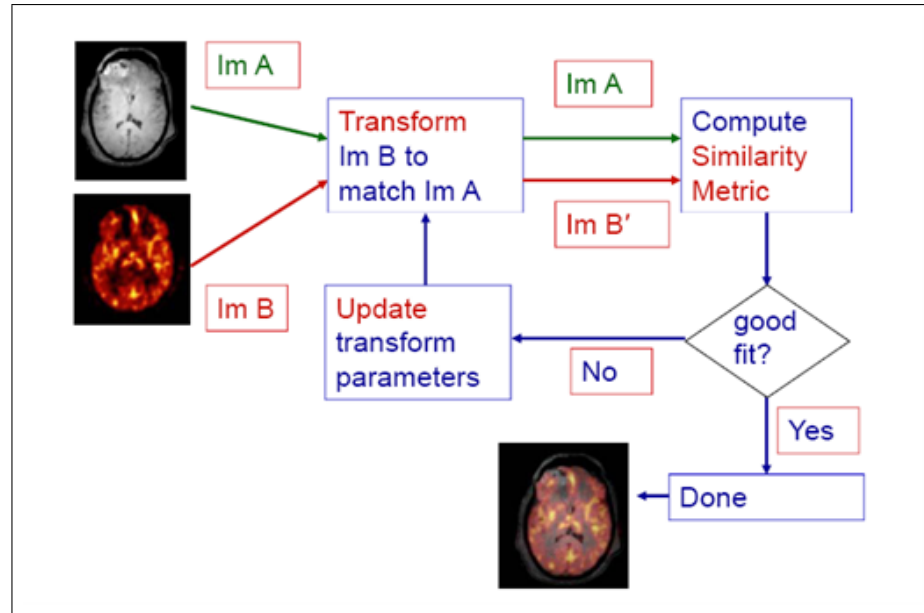 Im A
Im A
Transform
Im B to
match Im A
Compute
Similarity
Metric
Im B′
Im B
Update
transform
parameters
good
fit?
No
Yes
Done